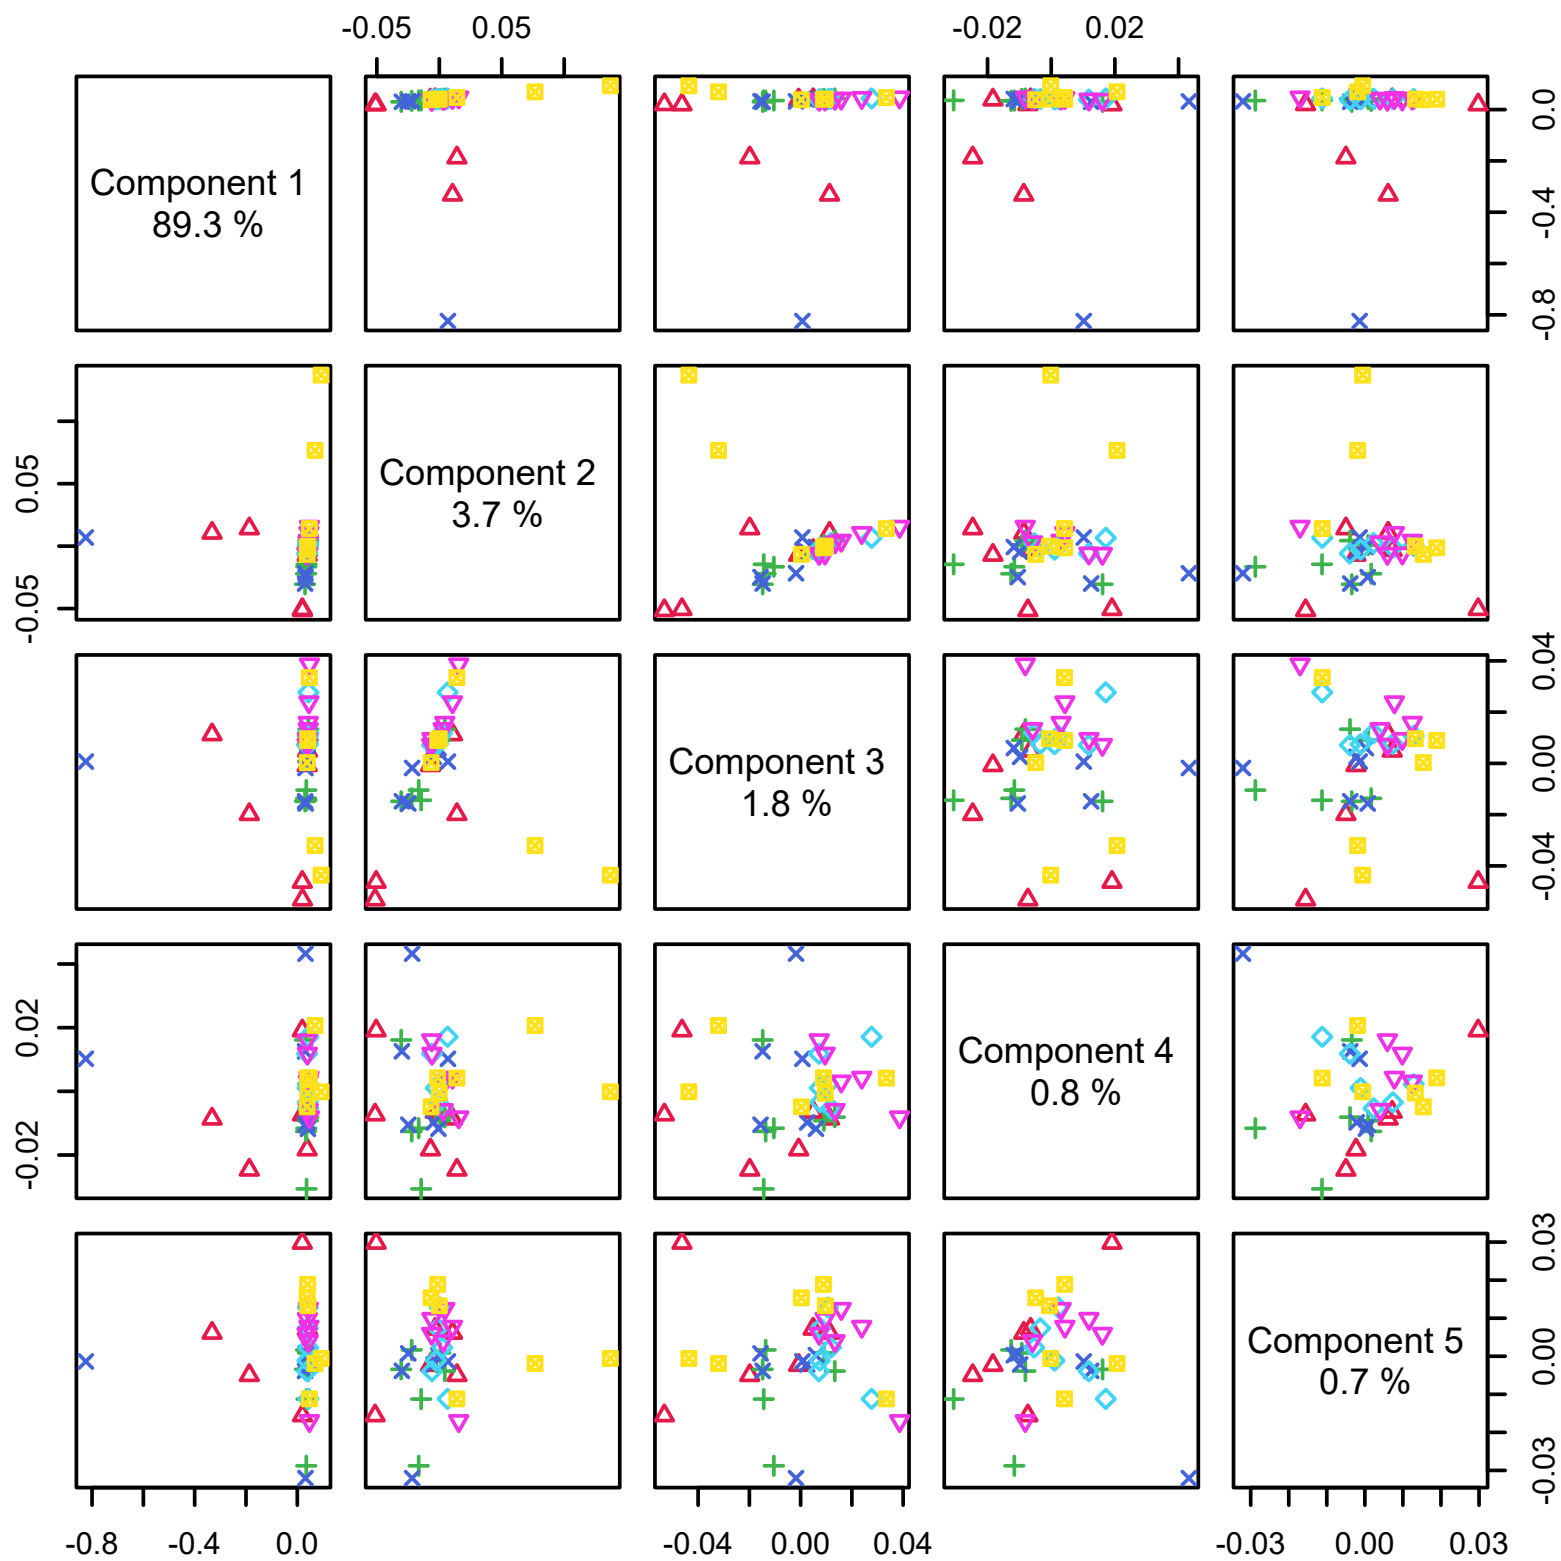 -0.05 0.05 -0.02 0.02
Component 1
89.3 %
0.0
-0.4
-0.8
0.05
-0.05
Component 2
3.7 %
Component 3
1.8 %
0.04
0.00
-0.04
0.02
-0.02
Component 4
0.8 %
Component 5
0.7 %
0.03
0.00
-0.03
-0.8 -0.4 0.0 -0.04 0.00 0.04 -0.03 0.00 0.03